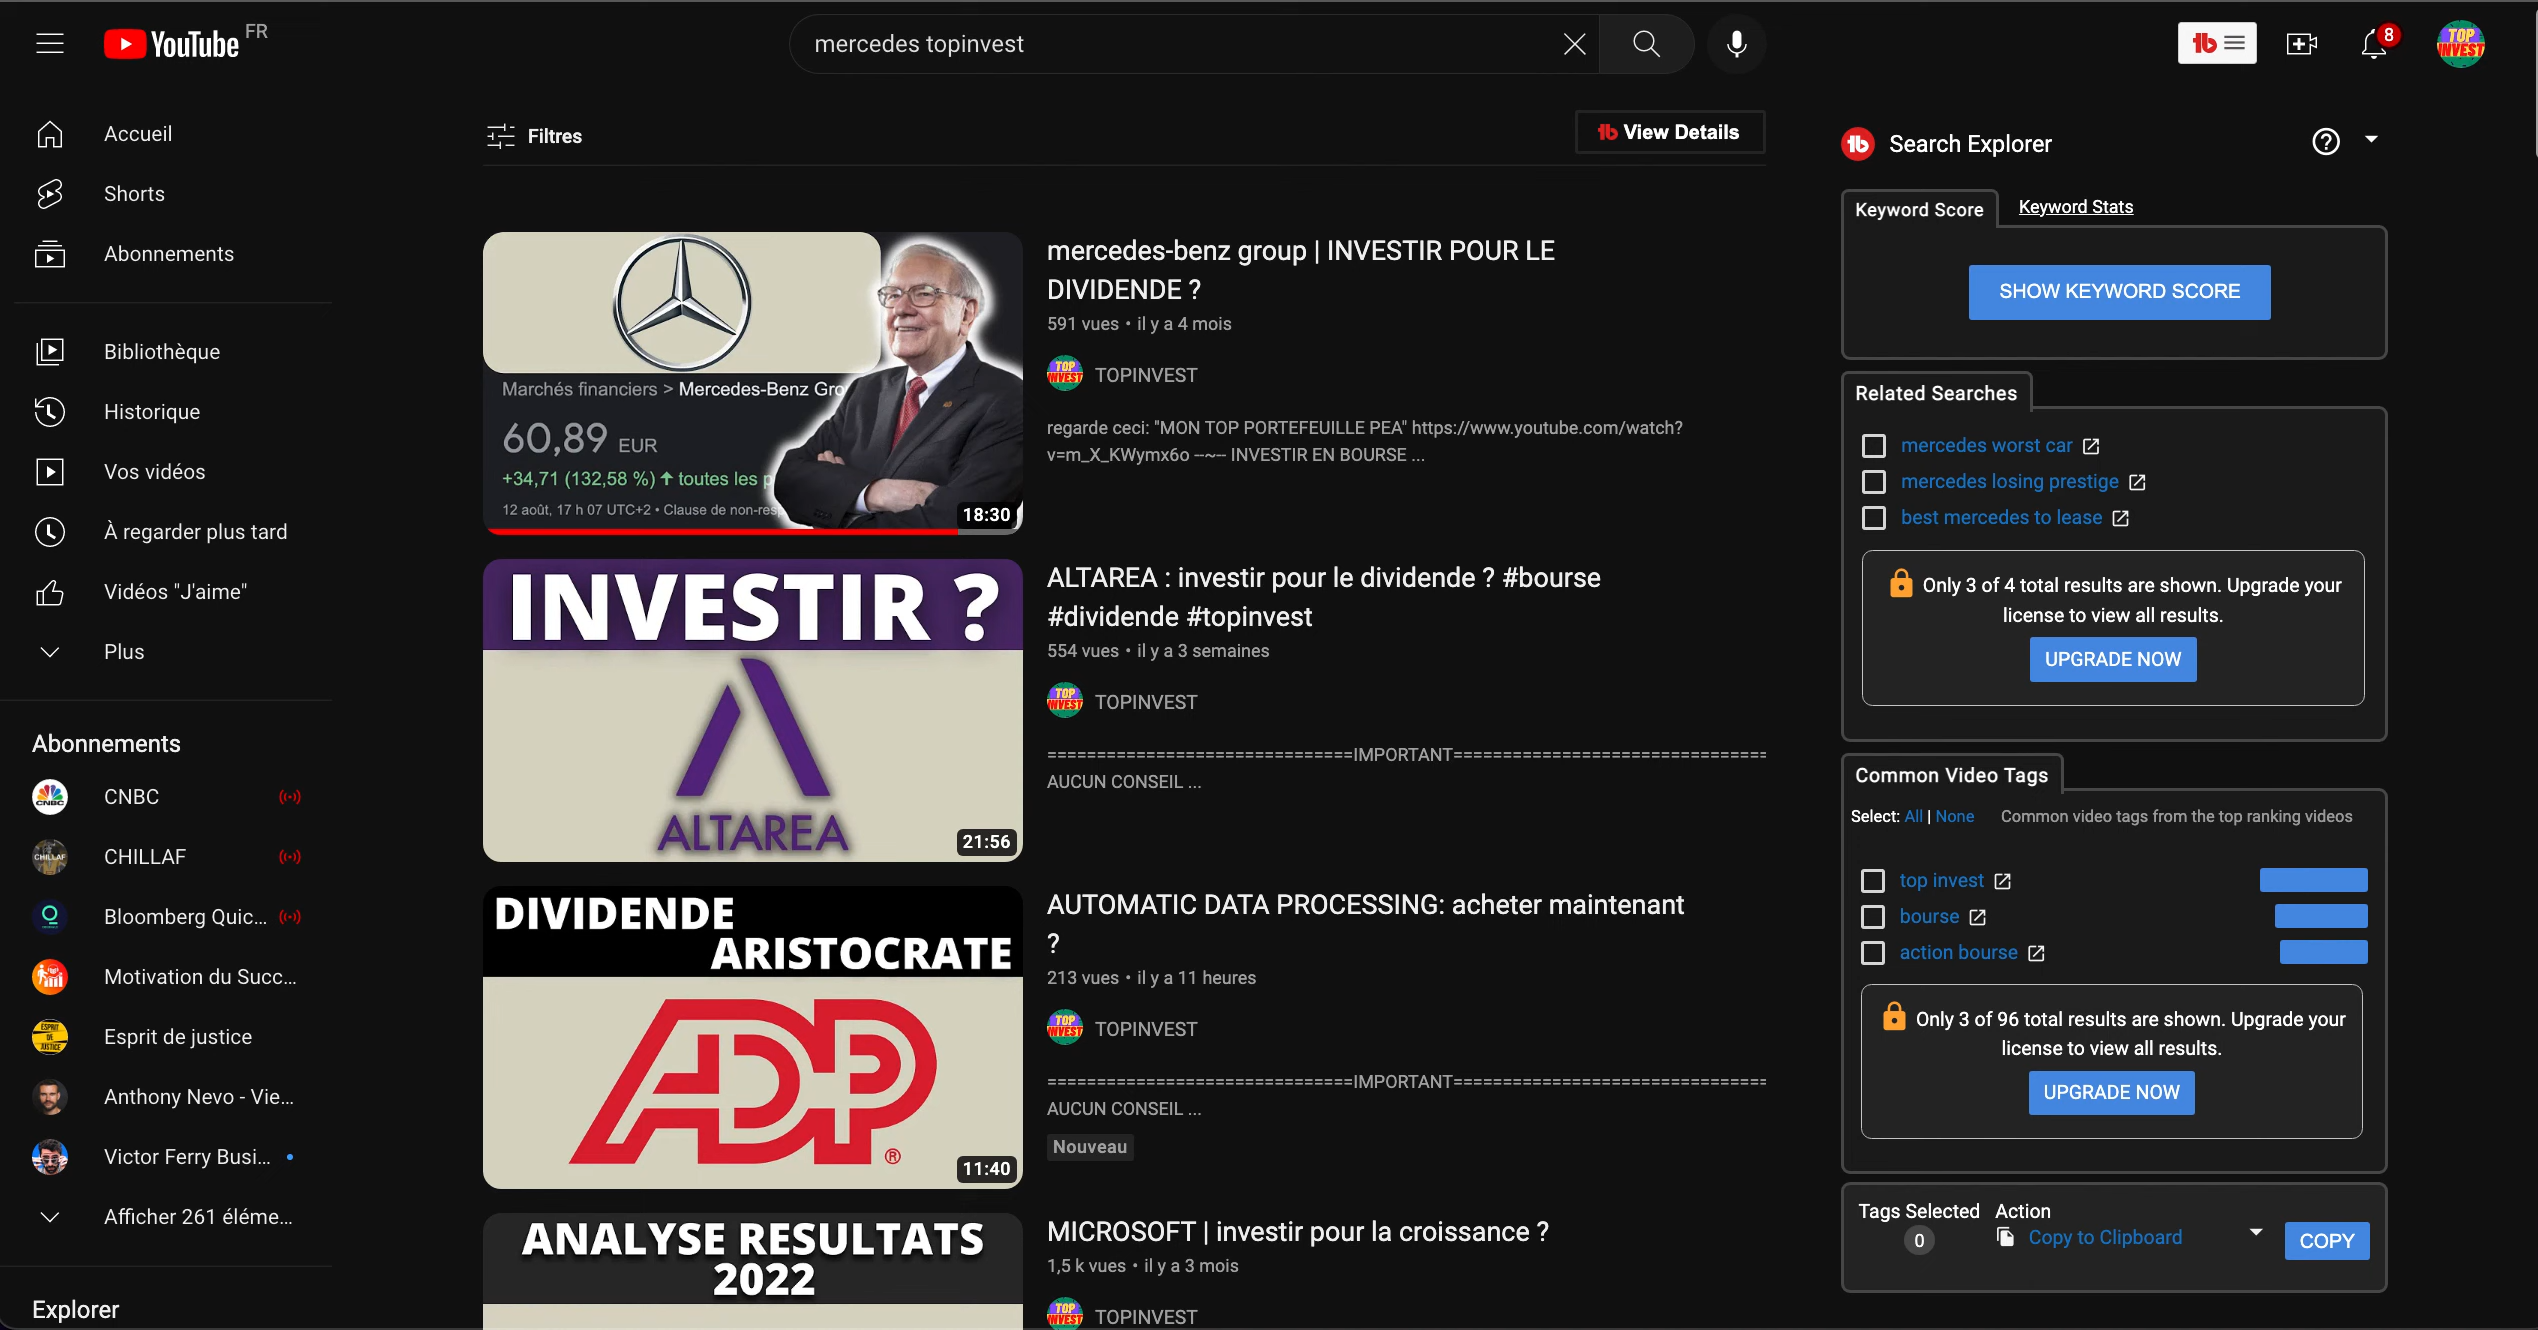 YouTube FR
mercedes topinvest
8
TOP INVEST
Accueil
Shorts
Abonnements
Bibliothèque
Historique
Vos vidéos
À regarder plus tard
Vidéos "J'aime"
Plus
Abonnements
CNBC
CHILLAF
Bloomberg Quic...
Motivation du Succ...
Esprit de justice
Anthony Nevo - Vie...
Victor Ferry Busi...
Afficher 261 éléme...
Explorer
Filtres
View Details
Marchés financiers > Mercedes-Benz Gro
60,89 EUR
+34,71 (132,58 %) ↑ toutes les p
12 août, 17 h 07 UTC+2 • Clause de non-resp
18:30
mercedes-benz group | INVESTIR POUR LE
DIVIDENDE ?
591 vues • il y a 4 mois
TOP INVEST
TOPINVEST
regarde ceci: "MON TOP PORTEFEUILLE PEA" https://www.youtube.com/watch?
v=m_X_KWymx6o --~-- INVESTIR EN BOURSE ...
INVESTIR ?
ALTAREA
21:56
ALTAREA : investir pour le dividende ? #bourse
#dividende #topinvest
554 vues • il y a 3 semaines
TOP INVEST
TOPINVEST
===============================IMPORTANT================================
AUCUN CONSEIL ...
DIVIDENDE
ARISTOCRATE
ADP®
11:40
AUTOMATIC DATA PROCESSING: acheter maintenant
?
213 vues • il y a 11 heures
TOP INVEST
TOPINVEST
===============================IMPORTANT================================
AUCUN CONSEIL ...
Nouveau
ANALYSE RESULTATS
2022
MICROSOFT | investir pour la croissance ?
1,5 k vues • il y a 3 mois
TOP INVEST
TOPINVEST
Search Explorer
Keyword Score
Keyword Stats
SHOW KEYWORD SCORE
Related Searches
mercedes worst car
mercedes losing prestige
best mercedes to lease
Only 3 of 4 total results are shown. Upgrade your
license to view all results.
UPGRADE NOW
Common Video Tags
Select: All | None Common video tags from the top ranking videos
top invest
bourse
action bourse
Only 3 of 96 total results are shown. Upgrade your
license to view all results.
UPGRADE NOW
Tags Selected Action
0 Copy to Clipboard
COPY